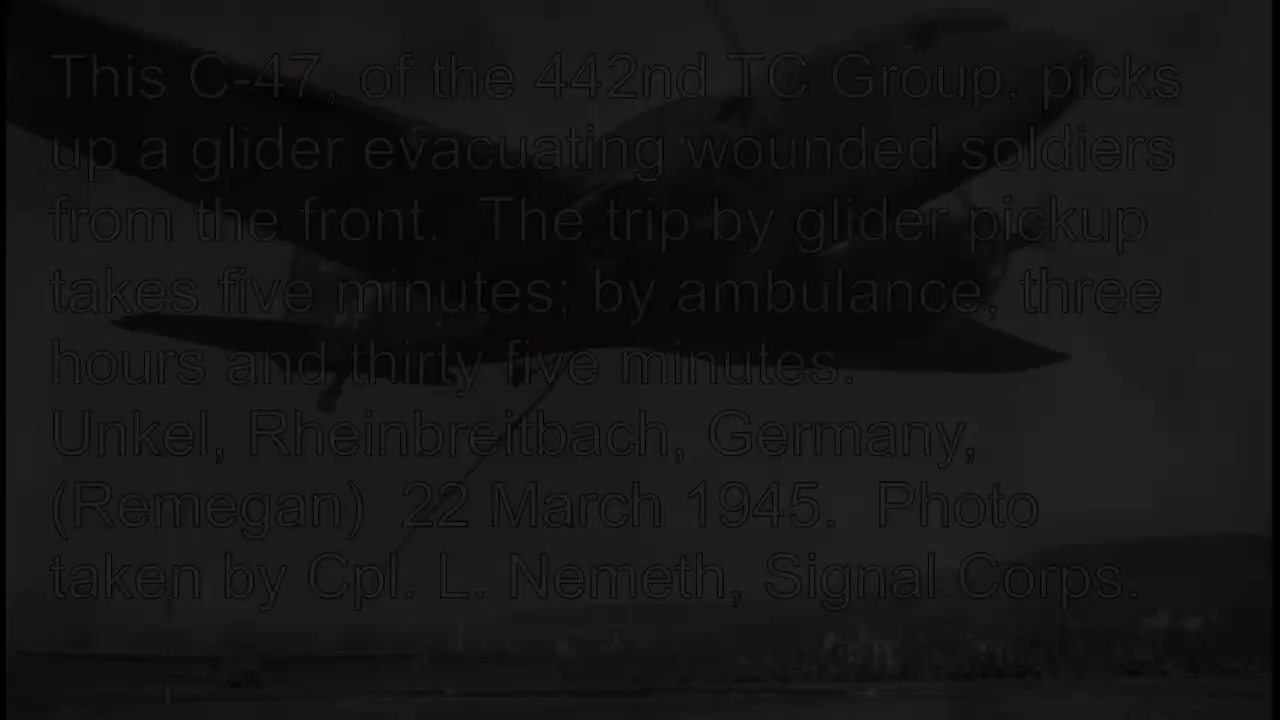 This C-47, of the 442nd TC Group, picks
up a glider evacuating wounded soldiers
from the front.  The trip by glider pickup
takes five minutes; by ambulance, three
hours and thirty five minutes.
Unkel, Rheinbreitbach, Germany,
(Remegan)  22 March 1945.  Photo
taken by Cpl. L. Nemeth, Signal Corps.